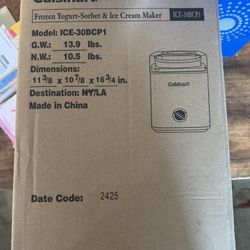 Cuisinart
Frozen Yogurt-Sorbet & Ice Cream Maker ICE-30BCP1
Model: ICE-30BCP1
G.W.: 13.9 lbs.
N.W.: 10.5 lbs.
Dimensions:
11 3/8 x 10 7/8 x 16 3/4 in.
Destination: NY/LA
Made in China
Cuisinart
Date Code: 2425